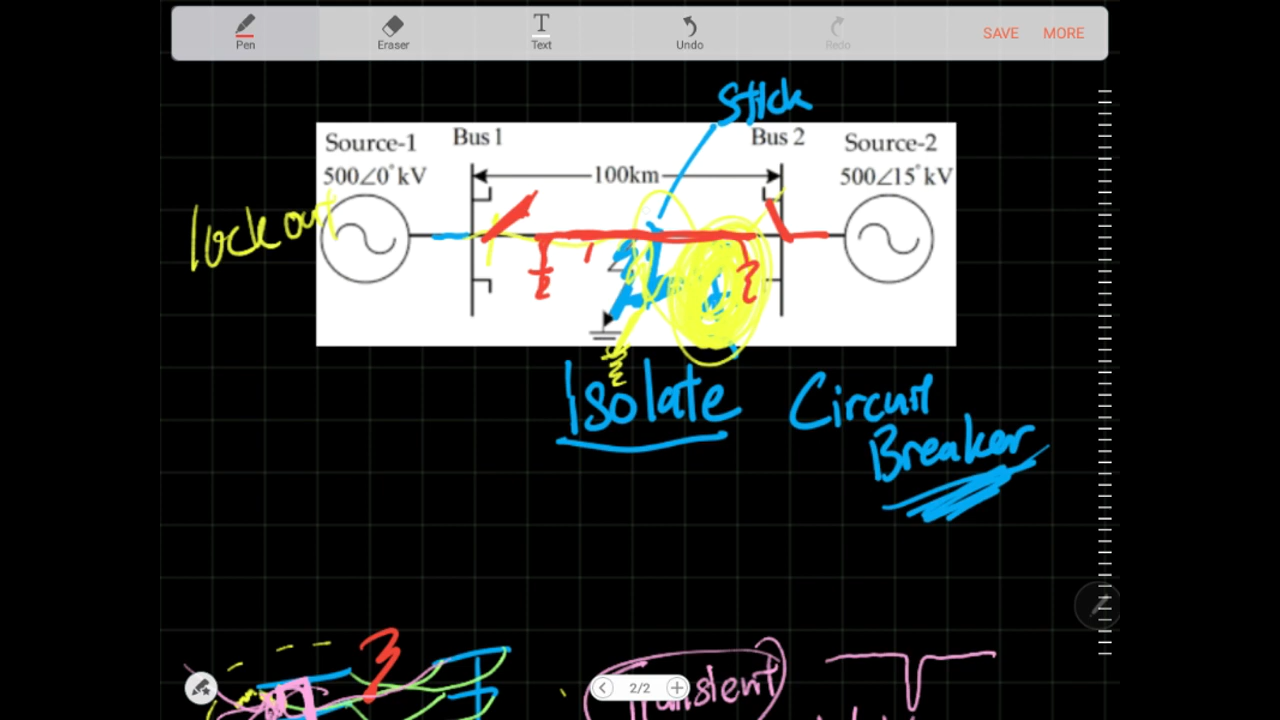 Pen
Eraser
Text
Undo
Redo
SAVE
MORE
stick
Source-1
Bus 1
Bus 2
Source-2
500∠0° kV
100km
500∠15° kV
lock out
Isolate
Circuit
Breaker
3
Transient
2/2